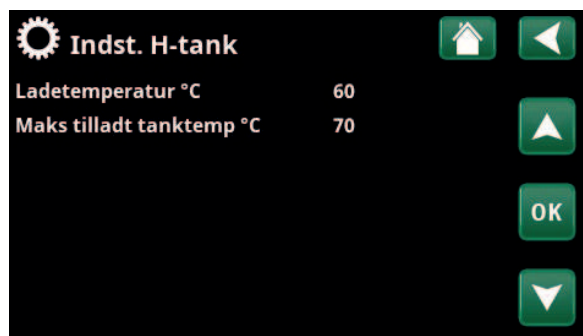 Indst. H-tank
Ladetemperatur °C 60
Maks tilladt tanktemp °C 70
OK